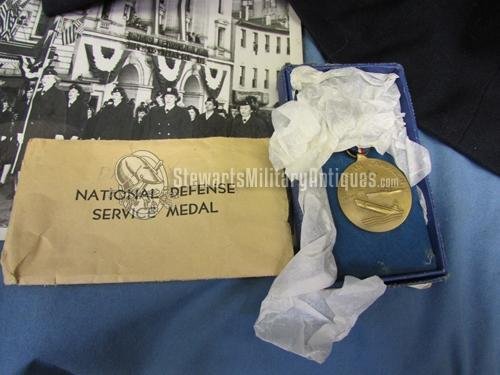 StewartsMilitaryAntiques.com
NATIONAL DEFENSE
SERVICE MEDAL